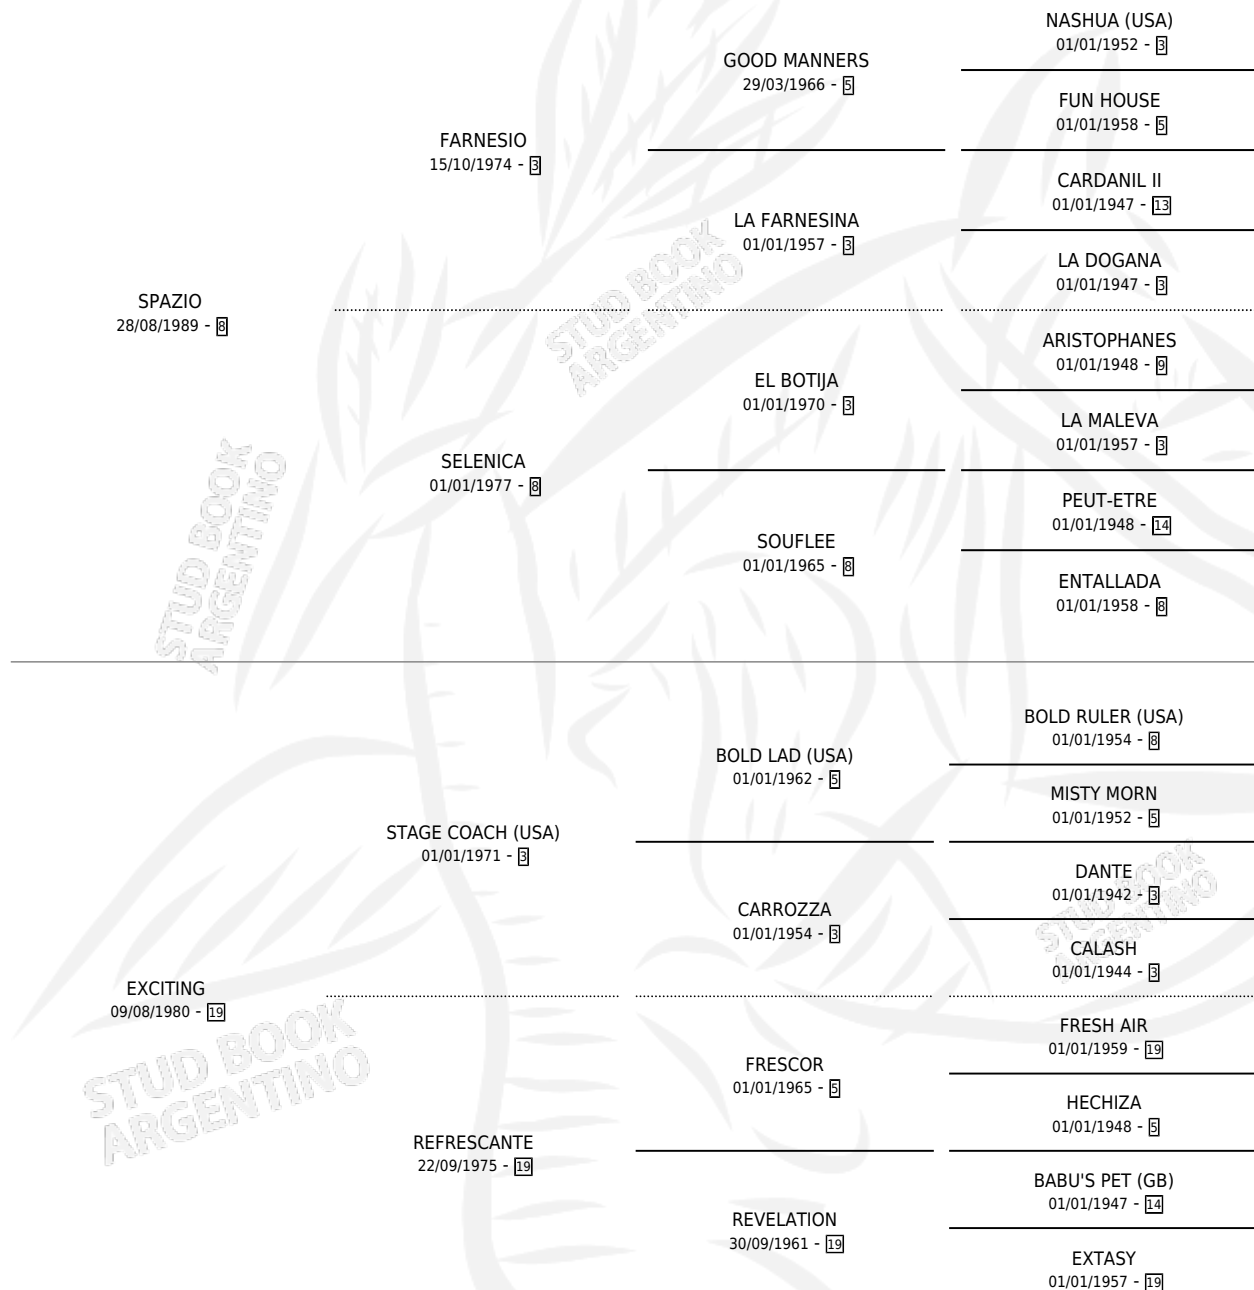 NASHUA (USA)
01/01/1952 - 3
GOOD MANNERS
29/03/1966 - 5
FUN HOUSE
01/01/1958 - 5
FARNESIO
15/10/1974 - 3
CARDANIL II
01/01/1947 - 13
LA FARNESINA
01/01/1957 - 3
LA DOGANA
01/01/1947 - 3
SPAZIO
28/08/1989 - 8
ARISTOPHANES
01/01/1948 - 9
EL BOTIJA
01/01/1970 - 3
LA MALEVA
01/01/1957 - 3
SELENICA
01/01/1977 - 8
PEUT-ETRE
01/01/1948 - 14
SOUFLEE
01/01/1965 - 8
ENTALLADA
01/01/1958 - 8
BOLD RULER (USA)
01/01/1954 - 8
BOLD LAD (USA)
01/01/1962 - 5
MISTY MORN
01/01/1952 - 5
STAGE COACH (USA)
01/01/1971 - 3
DANTE
01/01/1942 - 3
CARROZZA
01/01/1954 - 3
CALASH
01/01/1944 - 3
EXCITING
09/08/1980 - 19
FRESH AIR
01/01/1959 - 19
FRESCOR
01/01/1965 - 5
HECHIZA
01/01/1948 - 5
REFRESCANTE
22/09/1975 - 19
BABU'S PET (GB)
01/01/1947 - 14
REVELATION
30/09/1961 - 19
EXTASY
01/01/1957 - 19
STUD BOOK
ARGENTINO
STUD BOOK
ARGENTINO
STUD BOOK
ARGENTINO
STUD BOOK
ARGENTINO